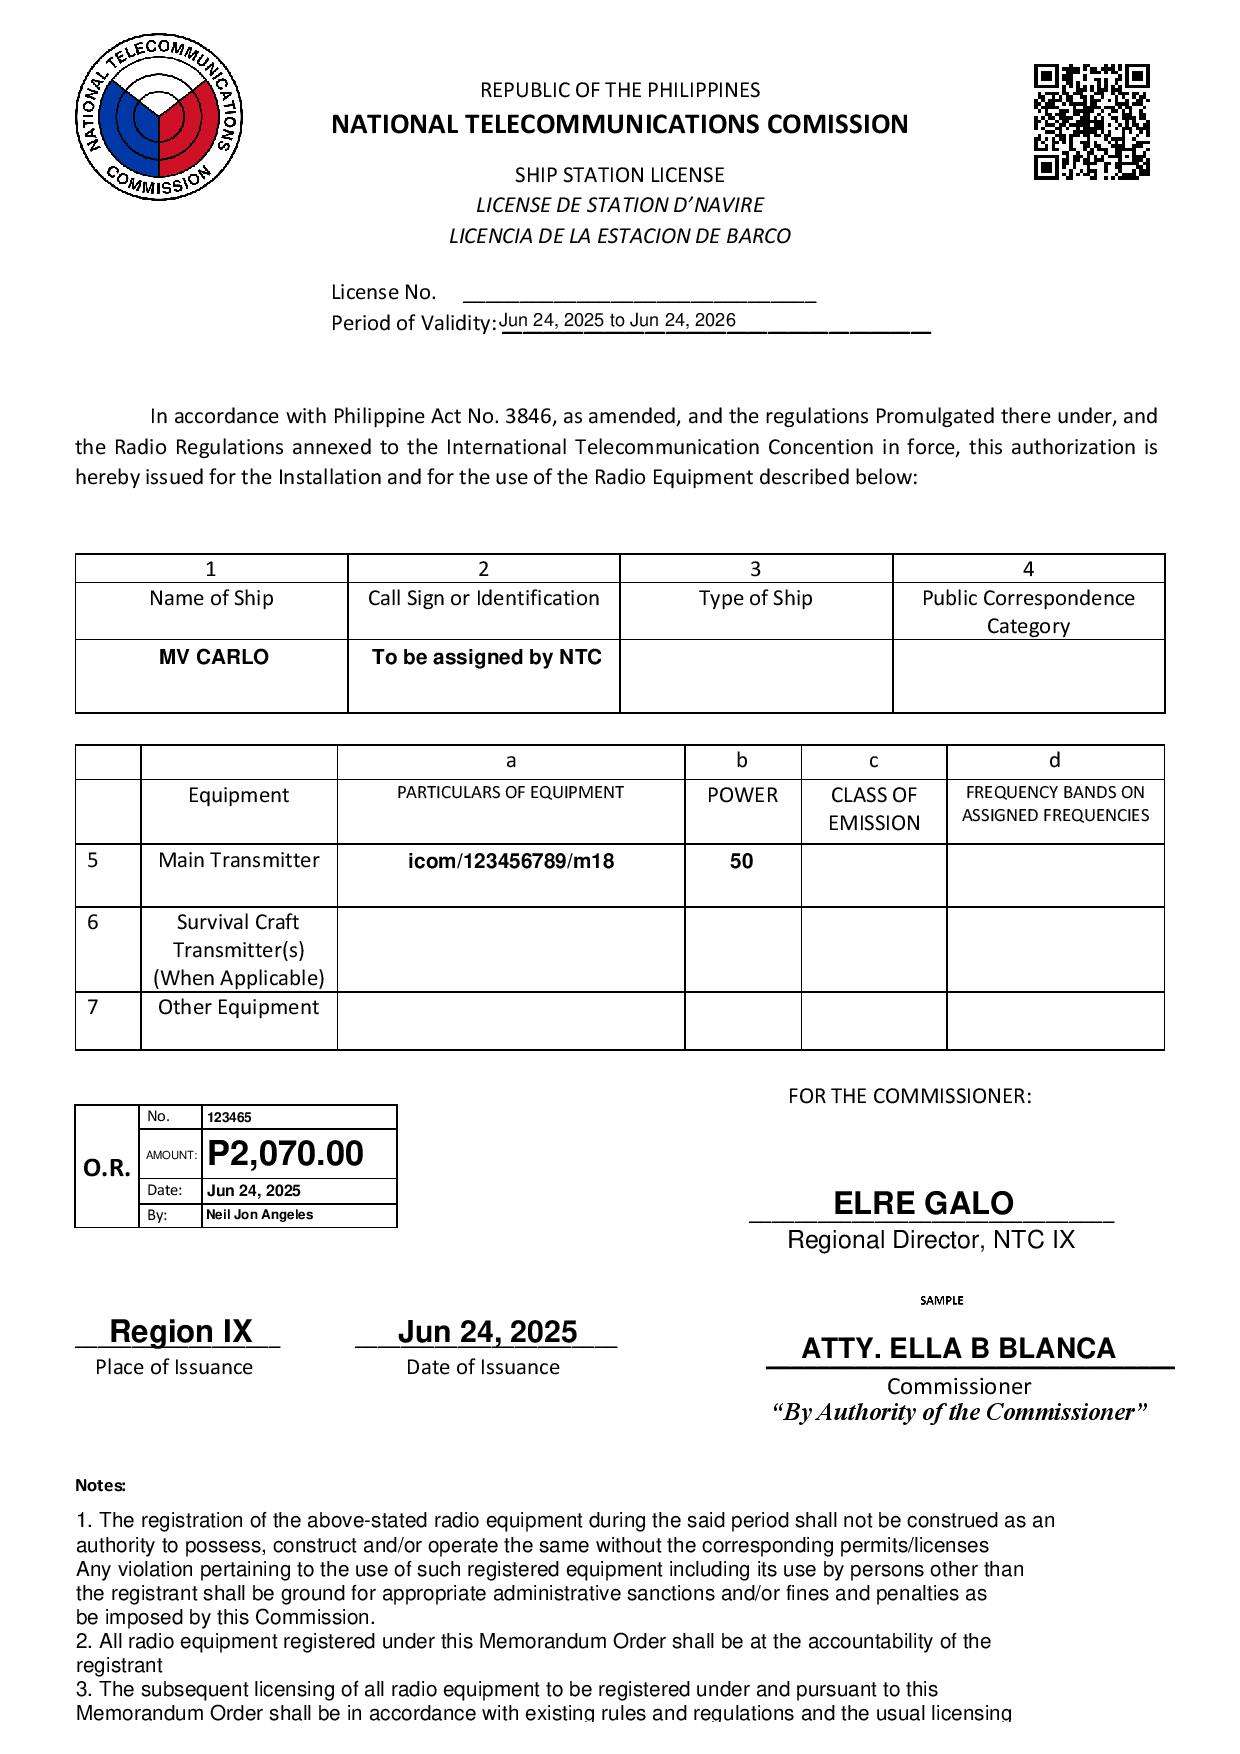 NATIONAL TELECOMMUNICATIONS
COMMISSION
REPUBLIC OF THE PHILIPPINES
NATIONAL TELECOMMUNICATIONS COMISSION
SHIP STATION LICENSE
LICENSE DE STATION D’NAVIRE
LICENCIA DE LA ESTACION DE BARCO
License No. ________________________________
Period of Validity: Jun 24, 2025 to Jun 24, 2026
In accordance with Philippine Act No. 3846, as amended, and the regulations Promulgated there under, and
the Radio Regulations annexed to the International Telecommunication Concention in force, this authorization is
hereby issued for the Installation and for the use of the Radio Equipment described below:
1 2 3 4
Name of Ship Call Sign or Identification Type of Ship Public Correspondence
Category
MV CARLO To be assigned by NTC
a b c d
Equipment PARTICULARS OF EQUIPMENT POWER CLASS OF EMISSION FREQUENCY BANDS ON ASSIGNED FREQUENCIES
5 Main Transmitter icom/123456789/m18 50
6 Survival Craft
Transmitter(s)
(When Applicable)
7 Other Equipment
FOR THE COMMISSIONER:
O.R.
No. 123465
AMOUNT: P2,070.00
Date: Jun 24, 2025
By: Neil Jon Angeles
ELRE GALO
Regional Director, NTC IX
SAMPLE
Region IX Jun 24, 2025 ATTY. ELLA B BLANCA
Place of Issuance Date of Issuance Commissioner
“By Authority of the Commissioner”
Notes:
1. The registration of the above-stated radio equipment during the said period shall not be construed as an
authority to possess, construct and/or operate the same without the corresponding permits/licenses
Any violation pertaining to the use of such registered equipment including its use by persons other than
the registrant shall be ground for appropriate administrative sanctions and/or fines and penalties as
be imposed by this Commission.
2. All radio equipment registered under this Memorandum Order shall be at the accountability of the
registrant
3. The subsequent licensing of all radio equipment to be registered under and pursuant to this
Memorandum Order shall be in accordance with existing rules and regulations and the usual licensing